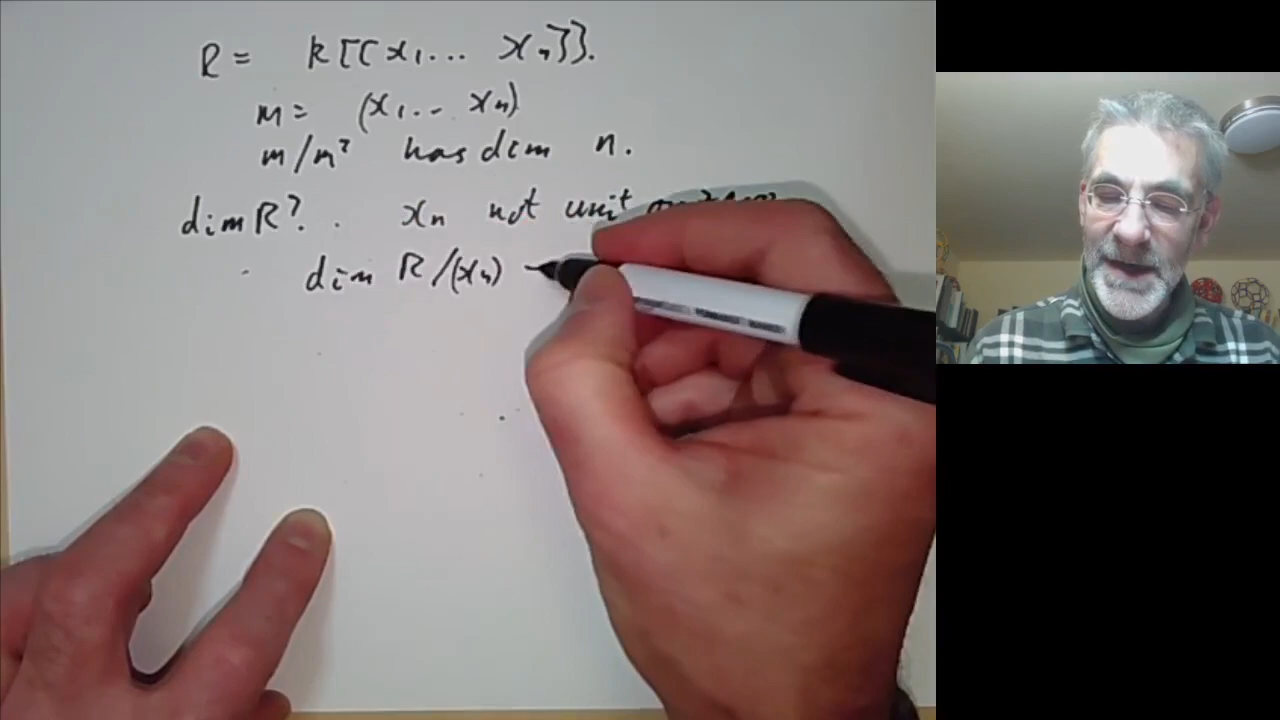 R = k[[x₁... xₙ]].
m = (x₁... xₙ)
m/m² has dim n.
dim R? . xₙ not unit
dim R/(xₙ)